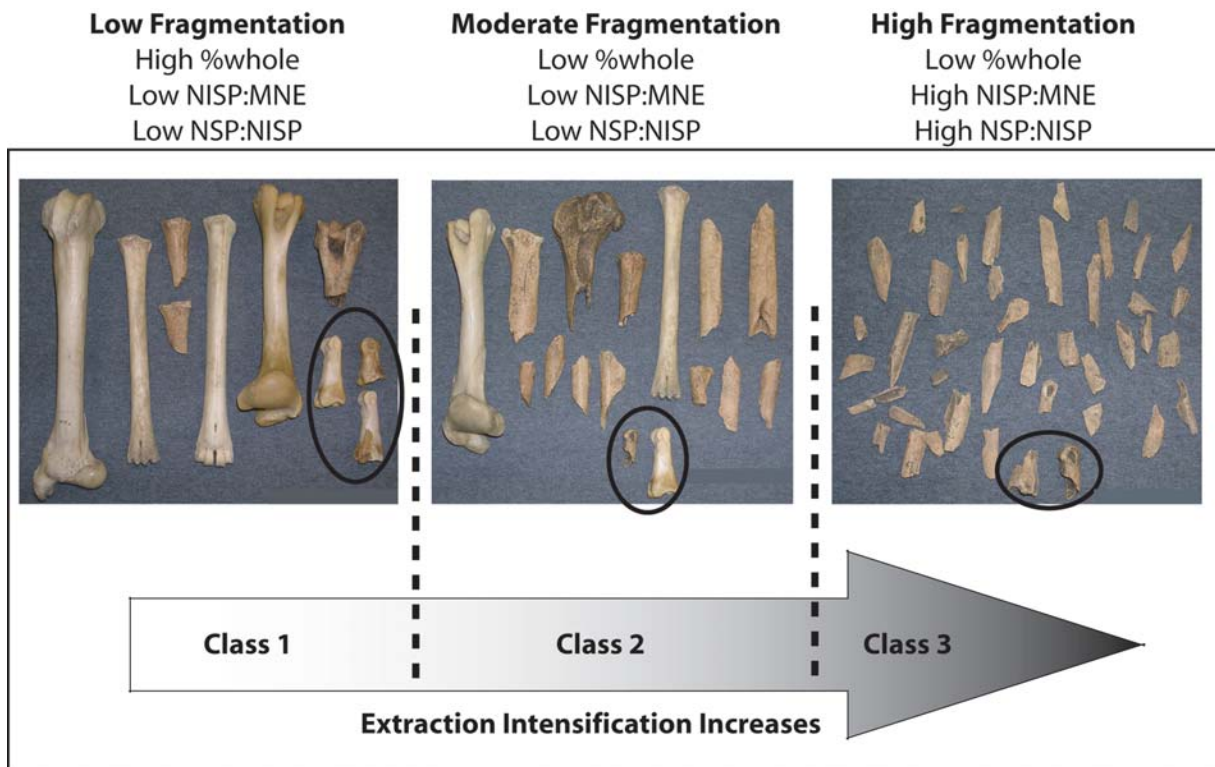 Low Fragmentation
High %whole
Low NISP:MNE
Low NSP:NISP
Moderate Fragmentation
Low %whole
Low NISP:MNE
Low NSP:NISP
High Fragmentation
Low %whole
High NISP:MNE
High NSP:NISP
Class 1
Class 2
Class 3
Extraction Intensification Increases